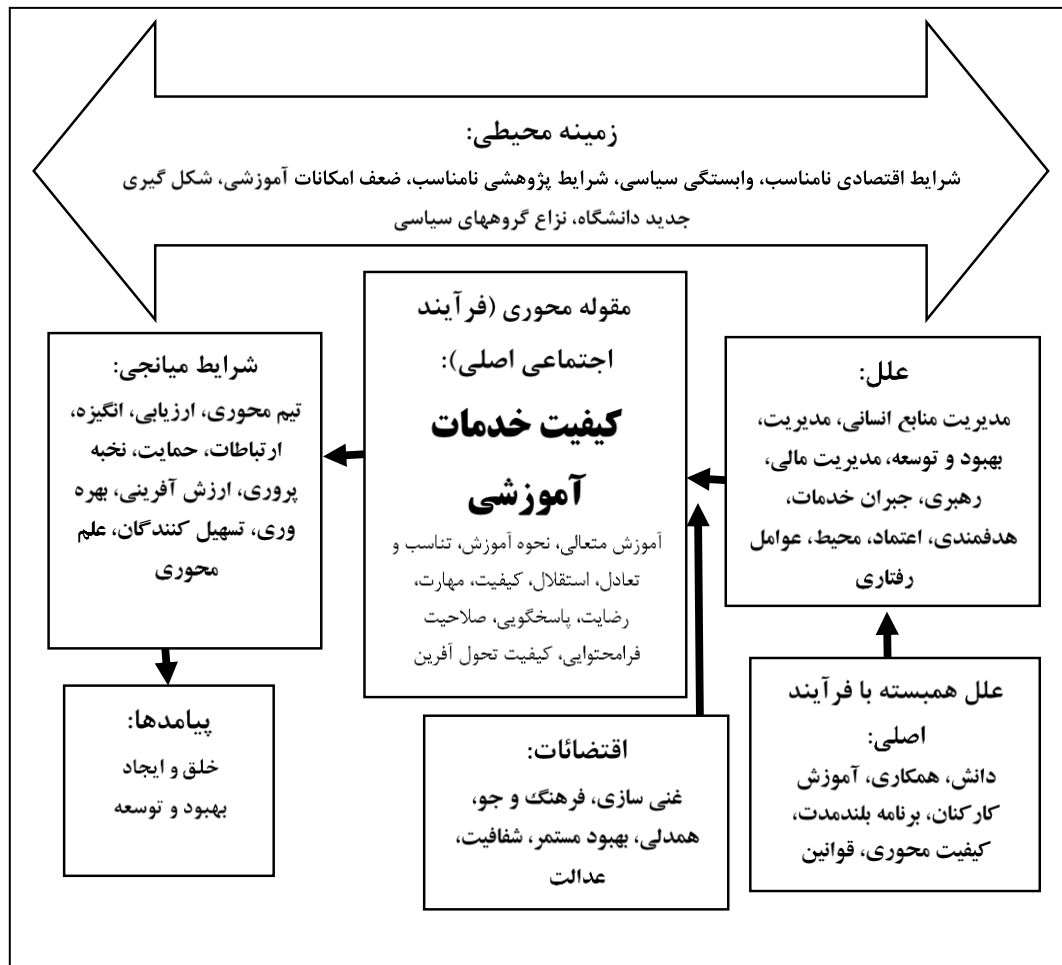 زمینه محیطی:
شرایط اقتصادی نامناسب، وابستگی سیاسی، شرایط پژوهشی نامناسب، ضعف امکانات آموزشی، شکل گیری
جدید دانشگاه، نزاع گروههای سیاسی
علل:
مدیریت منابع انسانی، مدیریت،
بهبود و توسعه، مدیریت مالی،
رهبری، جبران خدمات،
هدفمندی، اعتماد، محیط، عوامل
رفتاری
علل همبسته با فرآیند
اصلی:
دانش، همکاری، آموزش
کارکنان، برنامه بلندمدت،
کیفیت محوری، قوانین
مقوله محوری (فرآیند
اجتماعی اصلی):
کیفیت خدمات
آموزشی
آموزش متعالی، نحوه آموزش، تناسب و
تعادل، استقلال، کیفیت، مهارت،
رضایت، پاسخگویی، صلاحیت
فرامحتوایی، کیفیت تحول آفرین
اقتضائات:
غنی سازی، فرهنگ و جو،
همدلی، بهبود مستمر، شفافیت،
عدالت
شرایط میانجی:
تیم محوری، ارزیابی، انگیزه،
ارتباطات، حمایت، نخبه
پروری، ارزش آفرینی، بهره
وری، تسهیل کنندگان، علم
محوری
پیامدها:
خلق و ایجاد
بهبود و توسعه